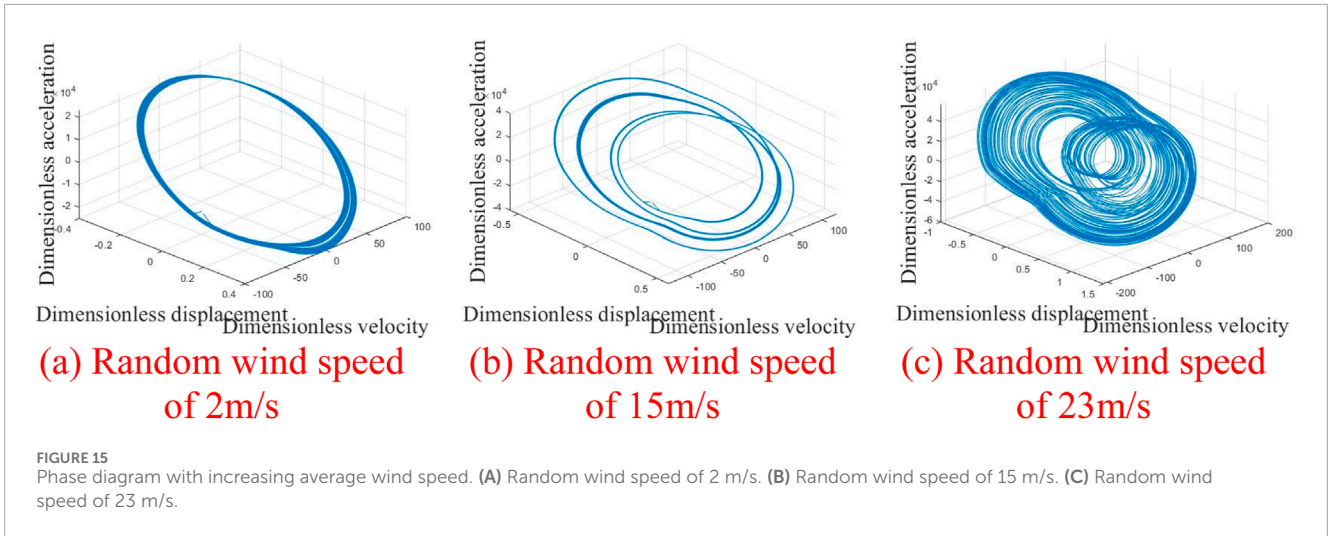 Dimensionless acceleration
×10⁴
2
1
0
-1
-2
-0.4
-0.2
0
0.2
0.4
-100
-50
0
50
100
Dimensionless displacement
Dimensionless velocity
(a) Random wind speed
of 2m/s
Dimensionless acceleration
×10⁴
4
2
0
-2
-4
-0.5
0
0.5
-100
-50
0
50
100
Dimensionless displacement
Dimensionless velocity
(b) Random wind speed
of 15m/s
Dimensionless acceleration
×10⁴
4
2
0
-2
-4
-6
-1
-0.5
0
0.5
1
1.5
-200
-100
0
100
200
Dimensionless displacement
Dimensionless velocity
(c) Random wind speed
of 23m/s
FIGURE 15
Phase diagram with increasing average wind speed. (A) Random wind speed of 2 m/s. (B) Random wind speed of 15 m/s. (C) Random wind
speed of 23 m/s.